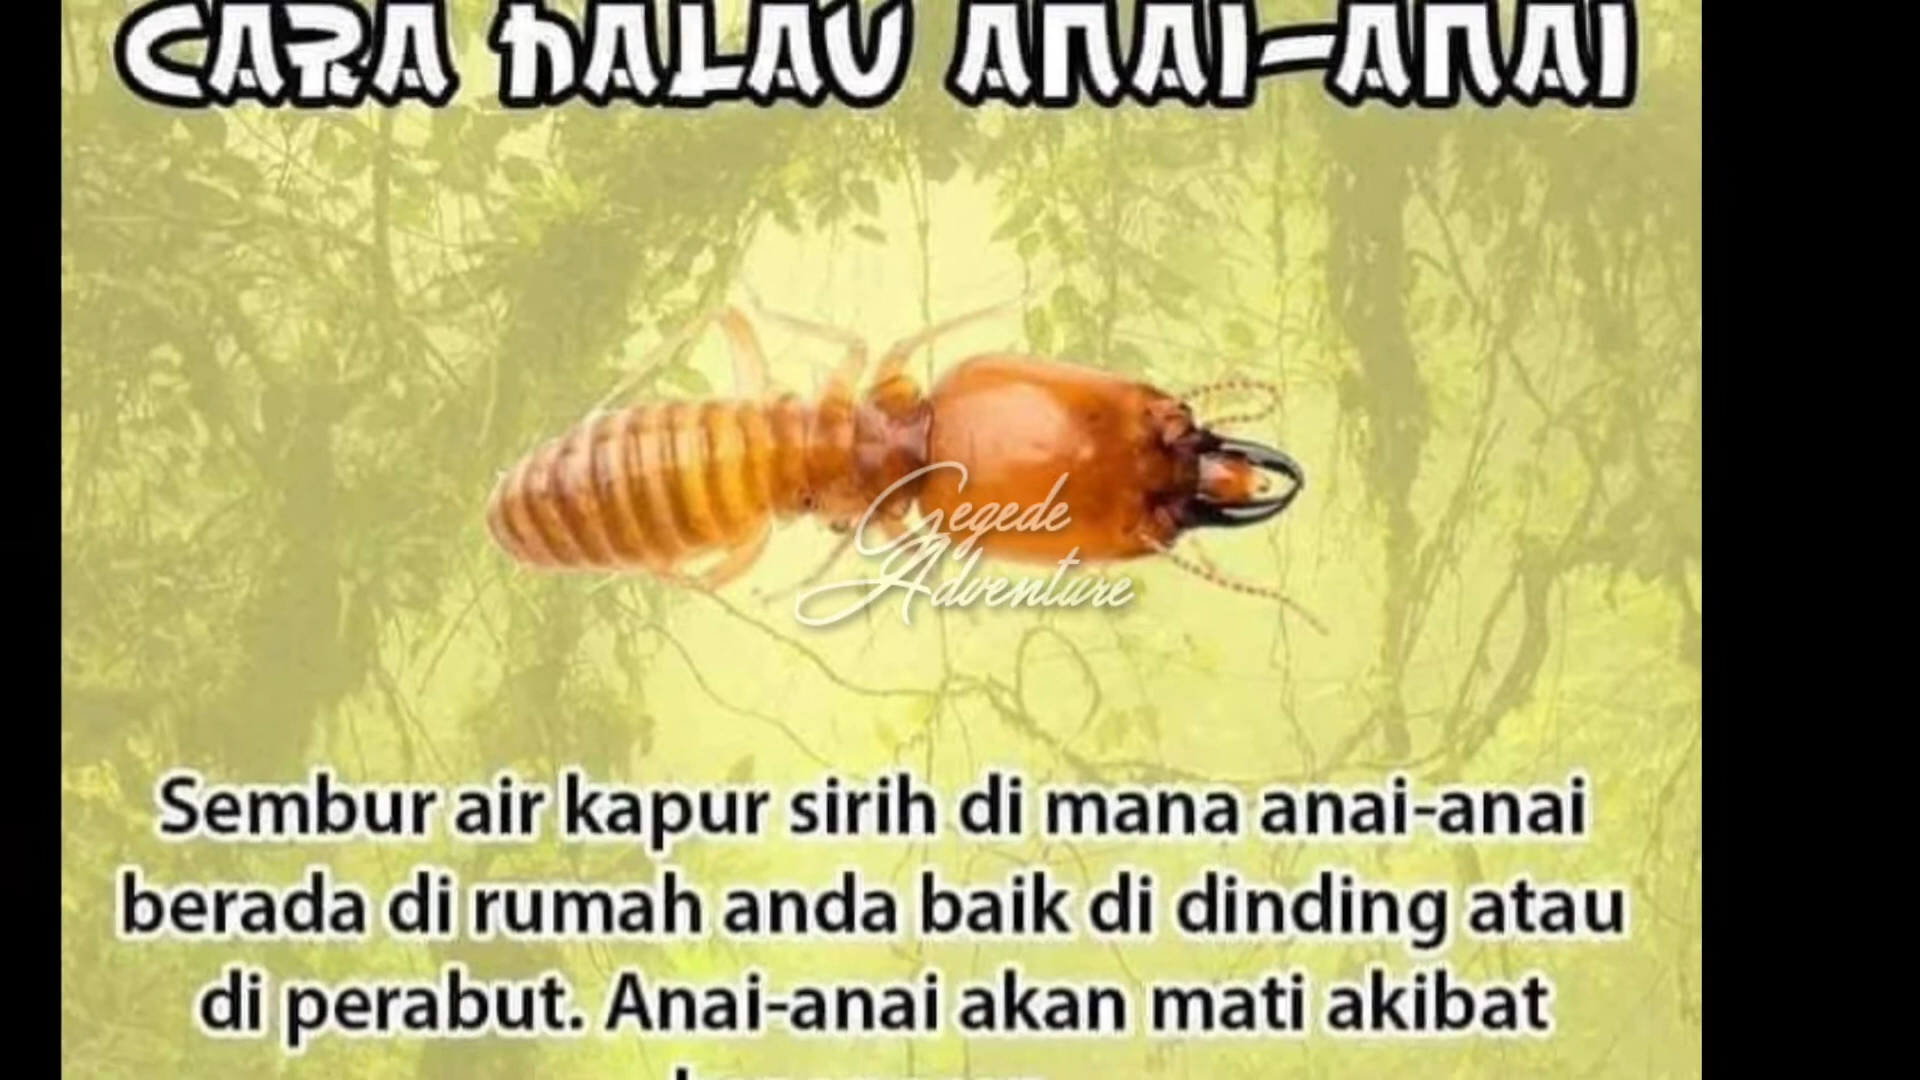 CARA HALAU ANAI-ANAI
Gegede
Adventure
Sembur air kapur sirih di mana anai-anai
berada di rumah anda baik di dinding atau
di perabut. Anai-anai akan mati akibat